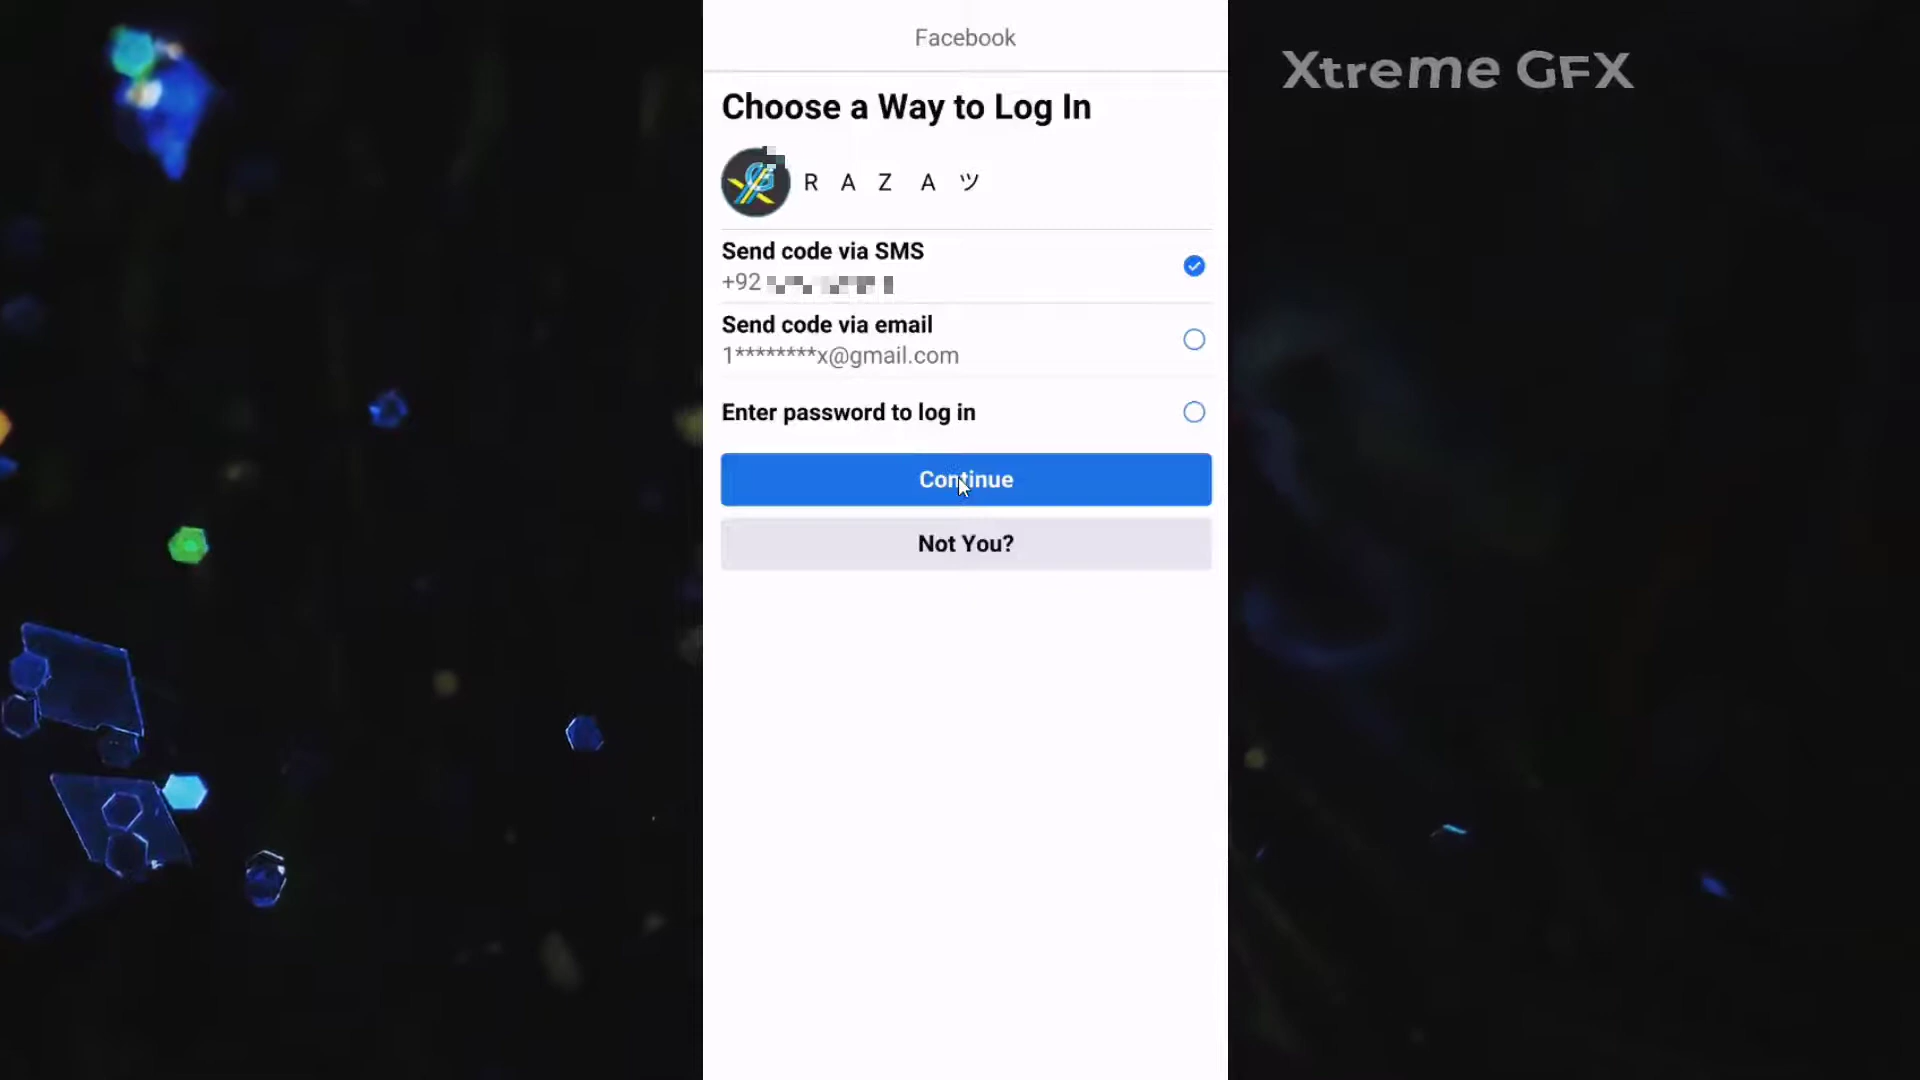 Facebook
Xtreme GFX
Choose a Way to Log In
R A Z A ツ
Send code via SMS
+92
Send code via email
1********x@gmail.com
Enter password to log in
Continue
Not You?